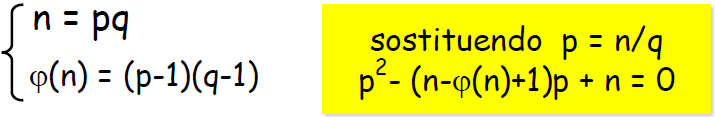 n = pq
φ(n) = (p-1)(q-1)
sostituendo p = n/q
p²- (n-φ(n)+1)p + n = 0